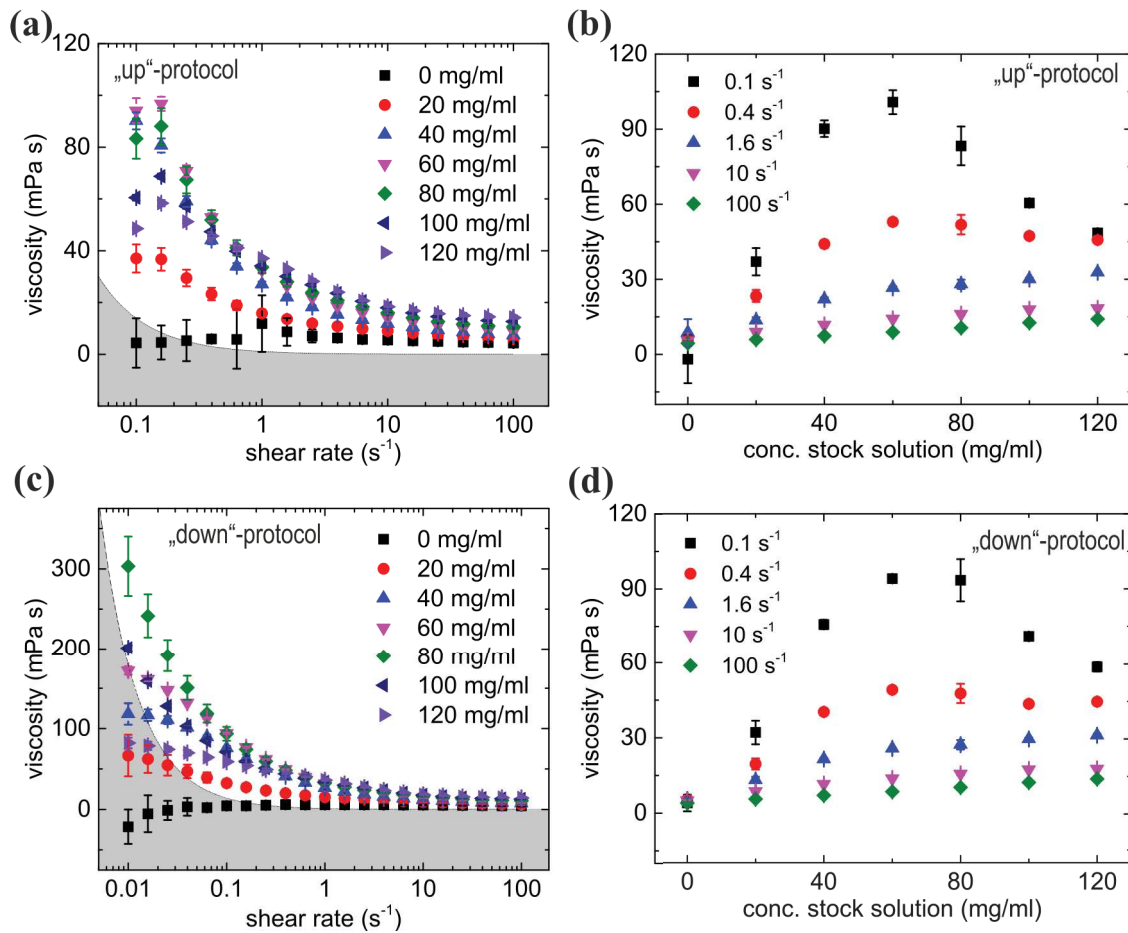 (a)
„up“-protocol
0 mg/ml
20 mg/ml
40 mg/ml
60 mg/ml
80 mg/ml
100 mg/ml
120 mg/ml
120
80
40
0
viscosity (mPa s)
0.1
1
10
100
shear rate (s⁻¹)
(b)
„up“-protocol
0.1 s⁻¹
0.4 s⁻¹
1.6 s⁻¹
10 s⁻¹
100 s⁻¹
120
90
60
30
0
viscosity (mPa s)
0
40
80
120
conc. stock solution (mg/ml)
(c)
„down“-protocol
0 mg/ml
20 mg/ml
40 mg/ml
60 mg/ml
80 mg/ml
100 mg/ml
120 mg/ml
300
200
100
0
viscosity (mPa s)
0.01
0.1
1
10
100
shear rate (s⁻¹)
(d)
„down“-protocol
0.1 s⁻¹
0.4 s⁻¹
1.6 s⁻¹
10 s⁻¹
100 s⁻¹
120
90
60
30
0
viscosity (mPa s)
0
40
80
120
conc. stock solution (mg/ml)